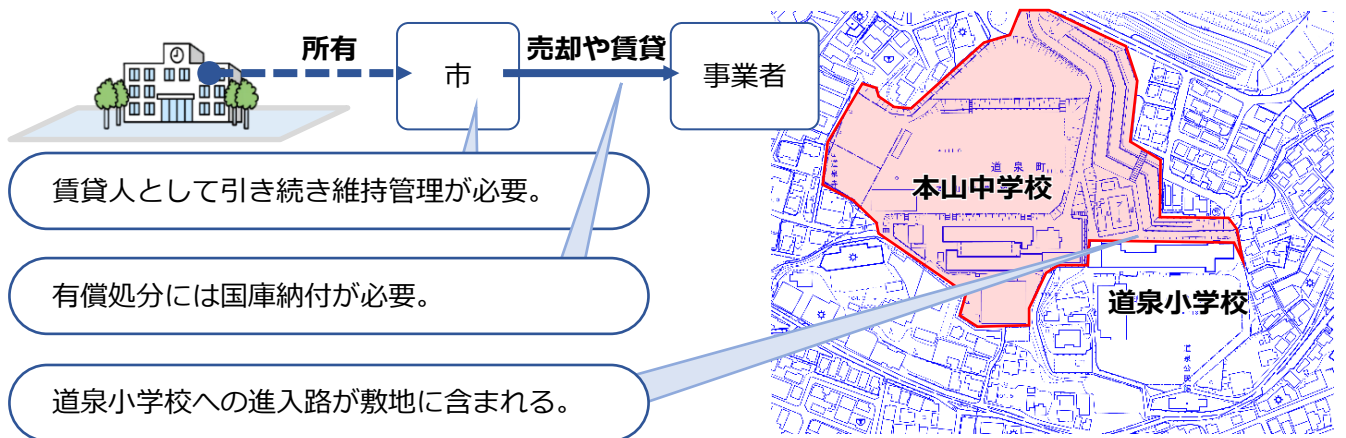 所有
市
売却や賃貸
事業者
賃貸人として引き続き維持管理が必要。
有償処分には国庫納付が必要。
道泉小学校への進入路が敷地に含まれる。
道泉町
本山中学校
道泉小学校